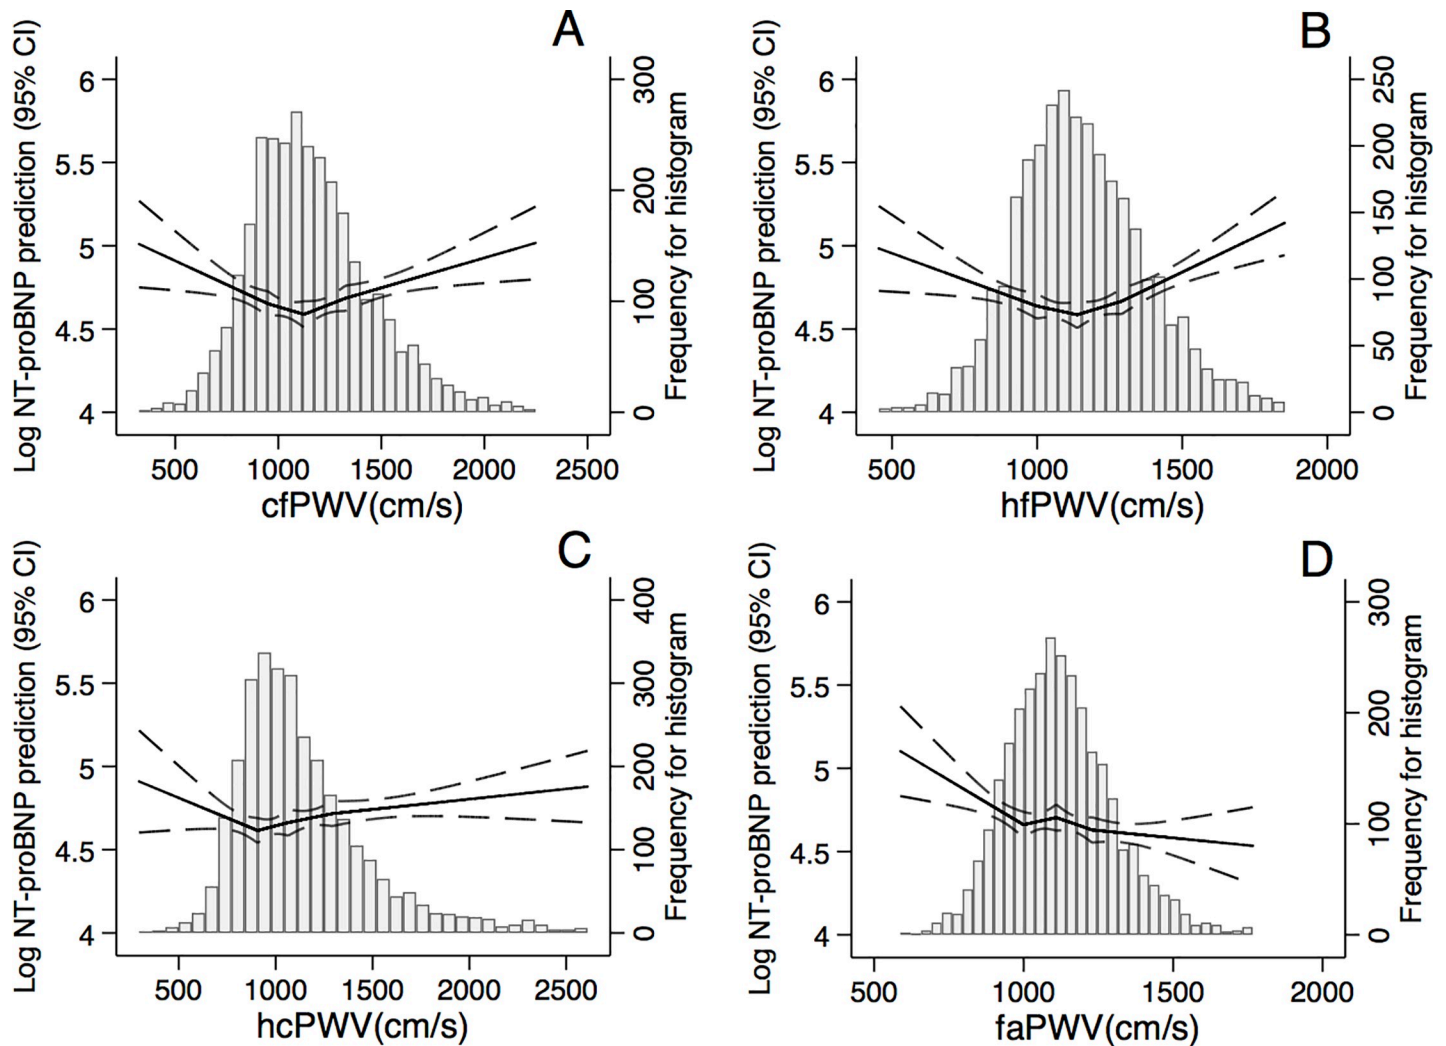 A
Log NT-proBNP prediction (95% CI)
6
5.5
5
4.5
4
300
200
100
0
Frequency for histogram
500 1000 1500 2000 2500
cfPWV(cm/s)
B
Log NT-proBNP prediction (95% CI)
6
5.5
5
4.5
4
250
200
150
100
50
0
Frequency for histogram
500 1000 1500 2000
hfPWV(cm/s)
C
Log NT-proBNP prediction (95% CI)
6
5.5
5
4.5
4
400
300
200
100
0
Frequency for histogram
500 1000 1500 2000 2500
hcPWV(cm/s)
D
Log NT-proBNP prediction (95% CI)
6
5.5
5
4.5
4
300
200
100
0
Frequency for histogram
500 1000 1500 2000
faPWV(cm/s)